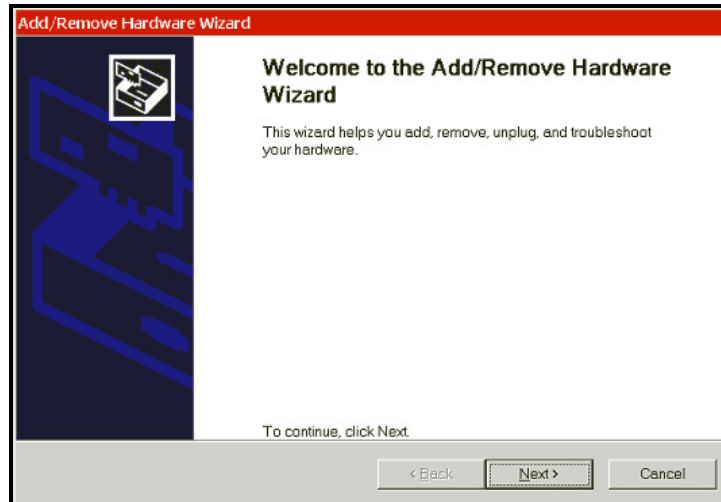 Add/Remove Hardware Wizard
Welcome to the Add/Remove Hardware
Wizard
This wizard helps you add, remove, unplug, and troubleshoot
your hardware.
To continue, click Next.
< Back
Next >
Cancel